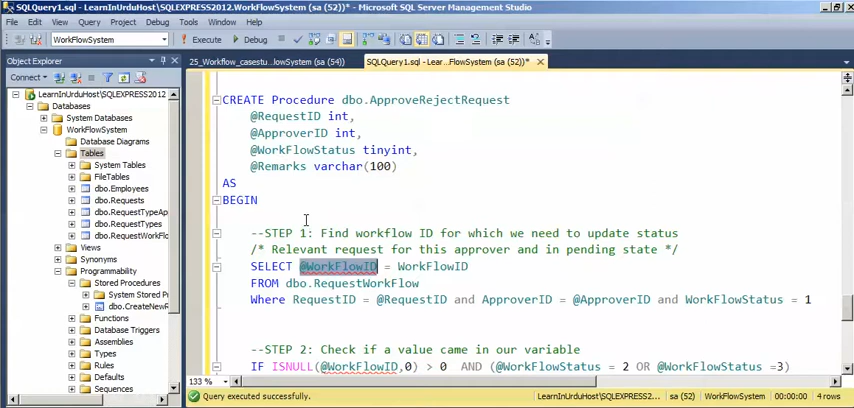 SQLQuery1.sql - LearnInUrduHost\SQLEXPRESS2012.WorkFlowSystem (sa (52))* - Microsoft SQL Server Management Studio
File Edit View Query Project Debug Tools Window Help
New Query
WorkFlowSystem Execute Debug
Object Explorer
25_Workflow_casestu...lowSystem (sa (54)) SQLQuery1.sql - Lear...FlowSystem (sa (52))*
Connect
LearnInUrduHost\SQLEXPRESS2012
Databases
System Databases
WorkFlowSystem
Database Diagrams
Tables
System Tables
FileTables
dbo.Employees
dbo.Requests
dbo.RequestTypeAp
dbo.RequestTypes
dbo.RequestWorkFl
Views
Synonyms
Programmability
Stored Procedures
System Stored P
dbo.CreateNewR
Functions
Database Triggers
Assemblies
Types
Rules
Defaults
Sequences
CREATE Procedure dbo.ApproveRejectRequest
@RequestID int,
@ApproverID int,
@WorkFlowStatus tinyint,
@Remarks varchar(100)
AS
BEGIN
--STEP 1: Find workflow ID for which we need to update status
/* Relevant request for this approver and in pending state */
SELECT @WorkFlowID = WorkFlowID
FROM dbo.RequestWorkFlow
Where RequestID = @RequestID and ApproverID = @ApproverID and WorkFlowStatus = 1
--STEP 2: Check if a value came in our variable
IF ISNULL(@WorkFlowID,0) > 0 AND (@WorkFlowStatus = 2 OR @WorkFlowStatus =3)
133 %
Query executed successfully. LearnInUrduHost\SQLEXPRESS2... sa (52) WorkFlowSystem 00:00:00 4 rows